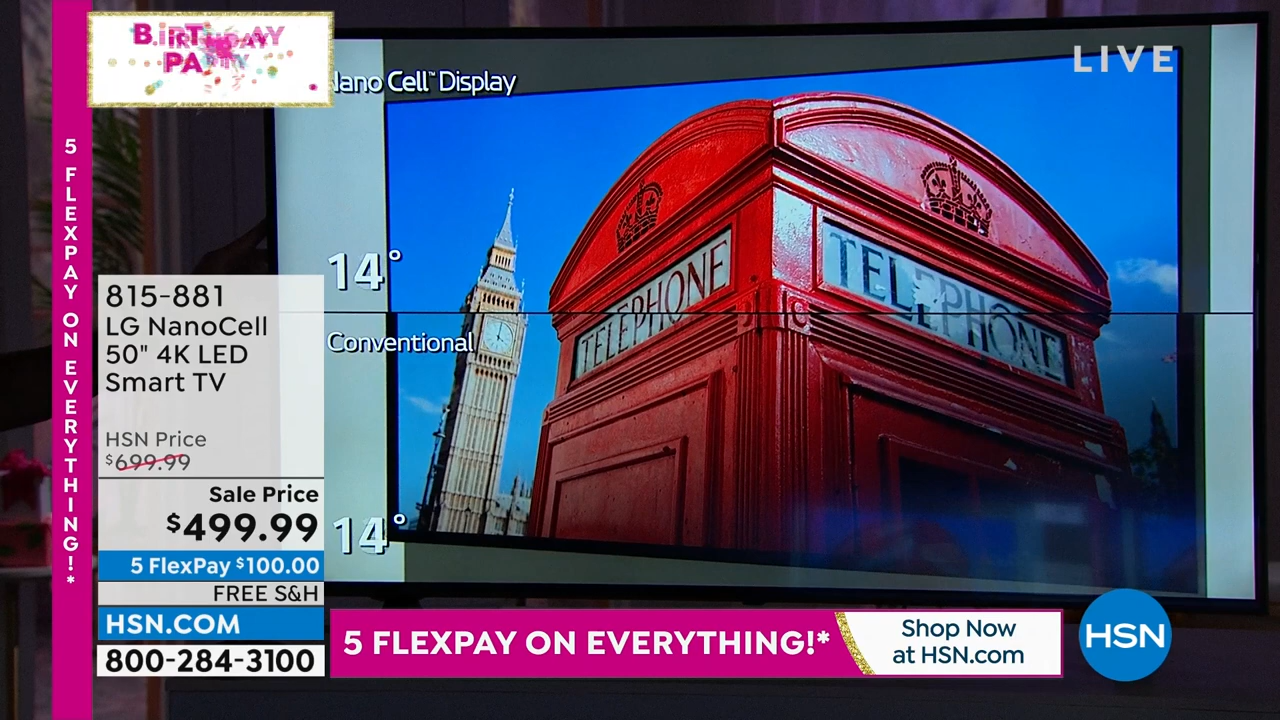 BIRTHDAY
PARTY
5 FLEXPAY ON EVERYTHING!*
815-881
LG NanoCell
50" 4K LED
Smart TV
HSN Price
$699.99
Sale Price
$499.99
5 FlexPay $100.00
FREE S&H
HSN.COM
800-284-3100
Nano Cell™ Display
14°
Conventional
14°
TELEPHONE
TELEPHONE
LIVE
5 FLEXPAY ON EVERYTHING!*
Shop Now
at HSN.com
HSN